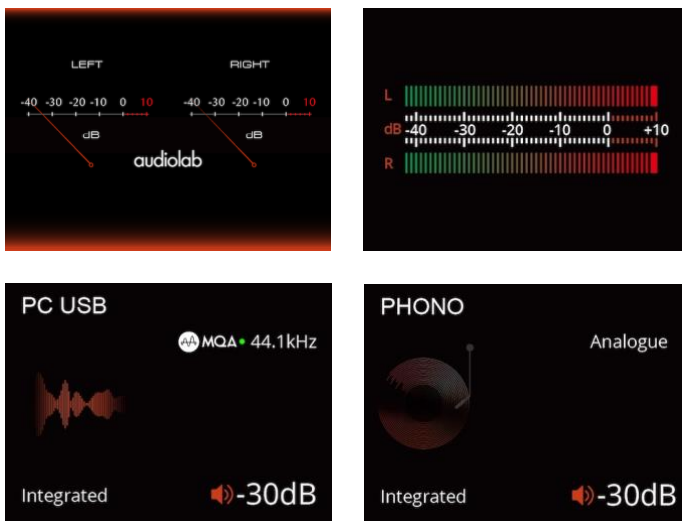 LEFT
RIGHT
-40 -30 -20 -10 0 10
-40 -30 -20 -10 0 10
dB
dB
audiolab
L
dB -40 -30 -20 -10 0 +10
R
PC USB
MQA 44.1kHz
Integrated
-30dB
PHONO
Analogue
Integrated
-30dB